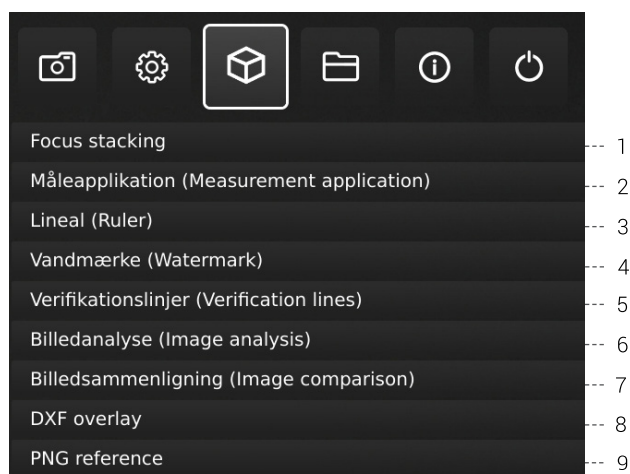 Focus stacking
1
Måleapplikation (Measurement application)
2
Lineal (Ruler)
3
Vandmærke (Watermark)
4
Verifikationslinjer (Verification lines)
5
Billedanalyse (Image analysis)
6
Billedsammenligning (Image comparison)
7
DXF overlay
8
PNG reference
9